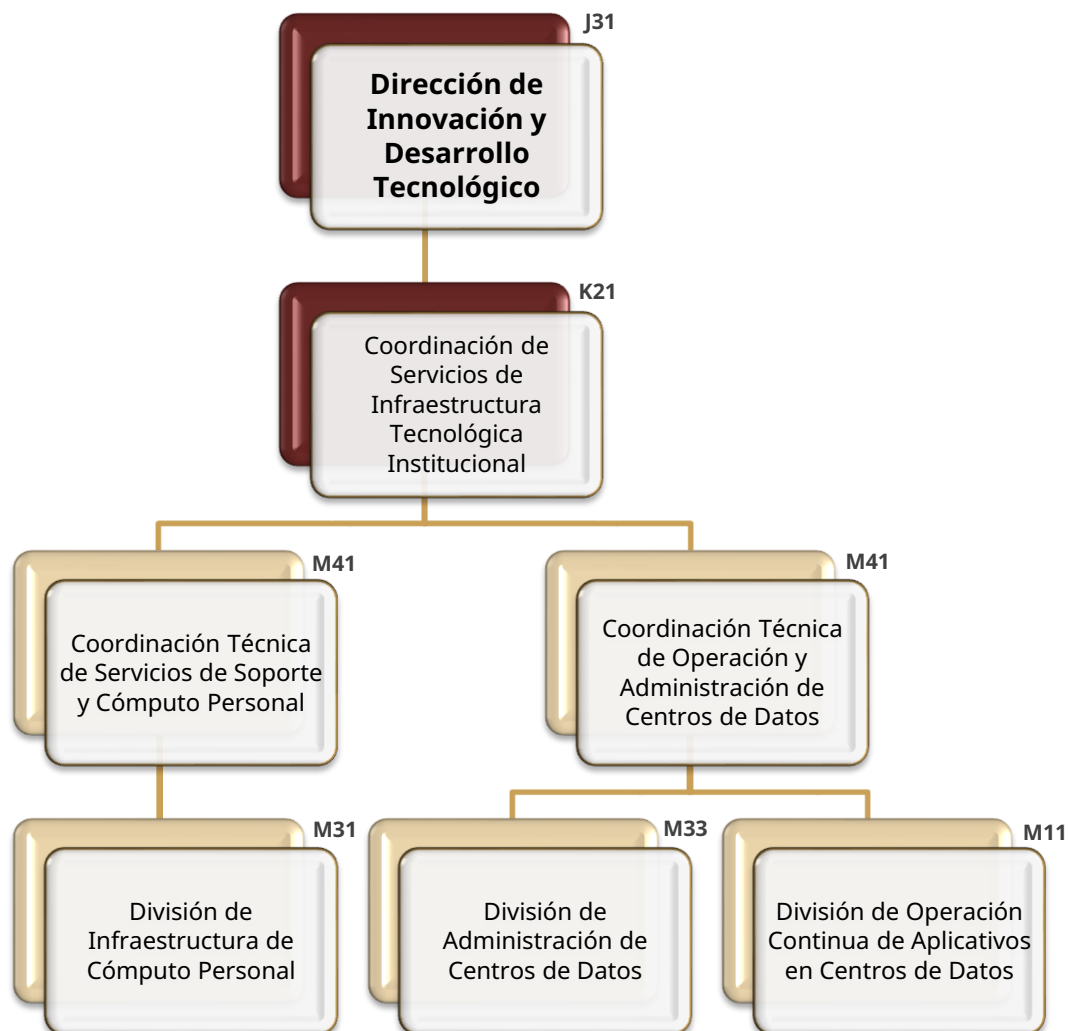 J31
Dirección de
Innovación y
Desarrollo
Tecnológico
K21
Coordinación de
Servicios de
Infraestructura
Tecnológica
Institucional
M41
Coordinación Técnica
de Servicios de Soporte
y Cómputo Personal
M41
Coordinación Técnica
de Operación y
Administración de
Centros de Datos
M31
División de
Infraestructura de
Cómputo Personal
M33
División de
Administración de
Centros de Datos
M11
División de Operación
Continua de Aplicativos
en Centros de Datos